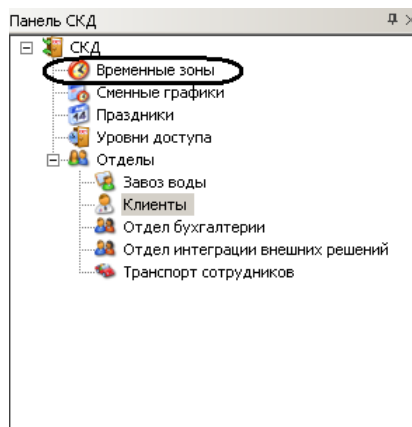 Панель СКД
СКД
Временные зоны
Сменные графики
Праздники
Уровни доступа
Отделы
Завоз воды
Клиенты
Отдел бухгалтерии
Отдел интеграции внешних решений
Транспорт сотрудников